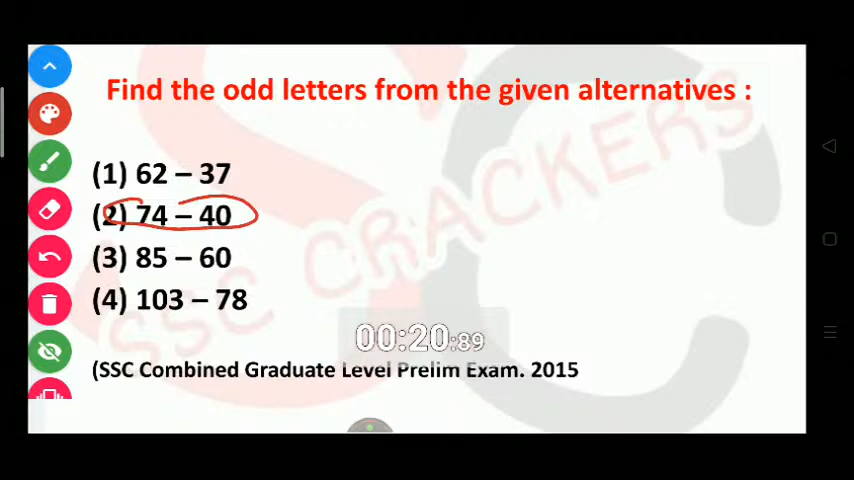 Find the odd letters from the given alternatives :
(1) 62 – 37
(2) 74 – 40
(3) 85 – 60
(4) 103 – 78
00:20:89
(SSC Combined Graduate Level Prelim Exam. 2015
SSC CRACKERS